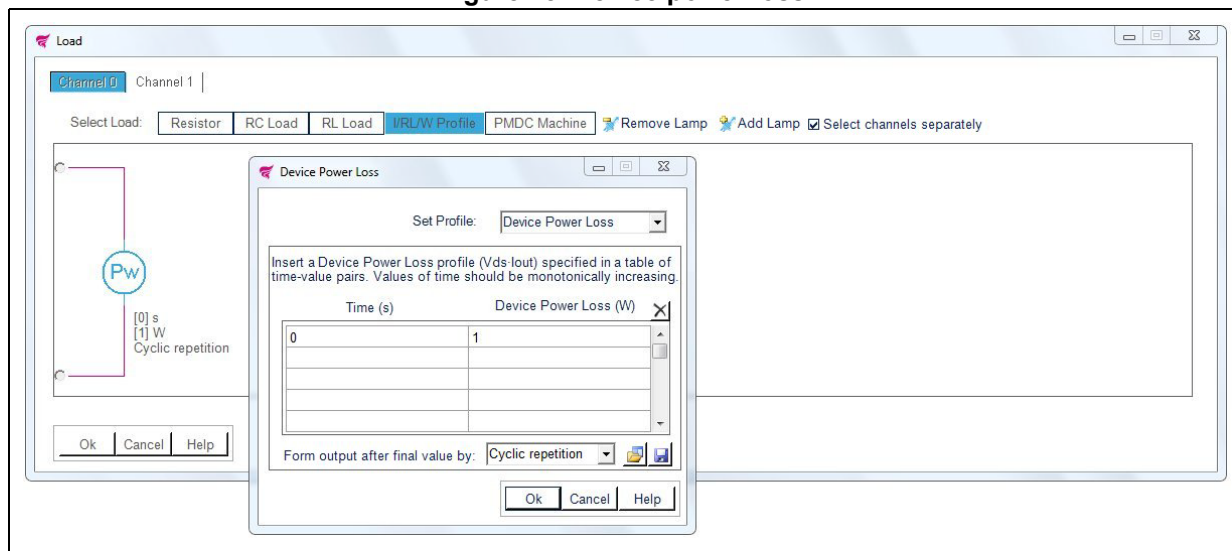 Load
Channel 0 Channel 1
Select Load: Resistor RC Load RL Load I/RL/W Profile PMDC Machine Remove Lamp Add Lamp Select channels separately
Device Power Loss
Set Profile: Device Power Loss
Insert a Device Power Loss profile (Vds·Iout) specified in a table of
time-value pairs. Values of time should be monotonically increasing.
Time (s) Device Power Loss (W)
0 1
Pw
[0] s
[1] W
Cyclic repetition
Form output after final value by: Cyclic repetition
Ok Cancel Help
Ok Cancel Help